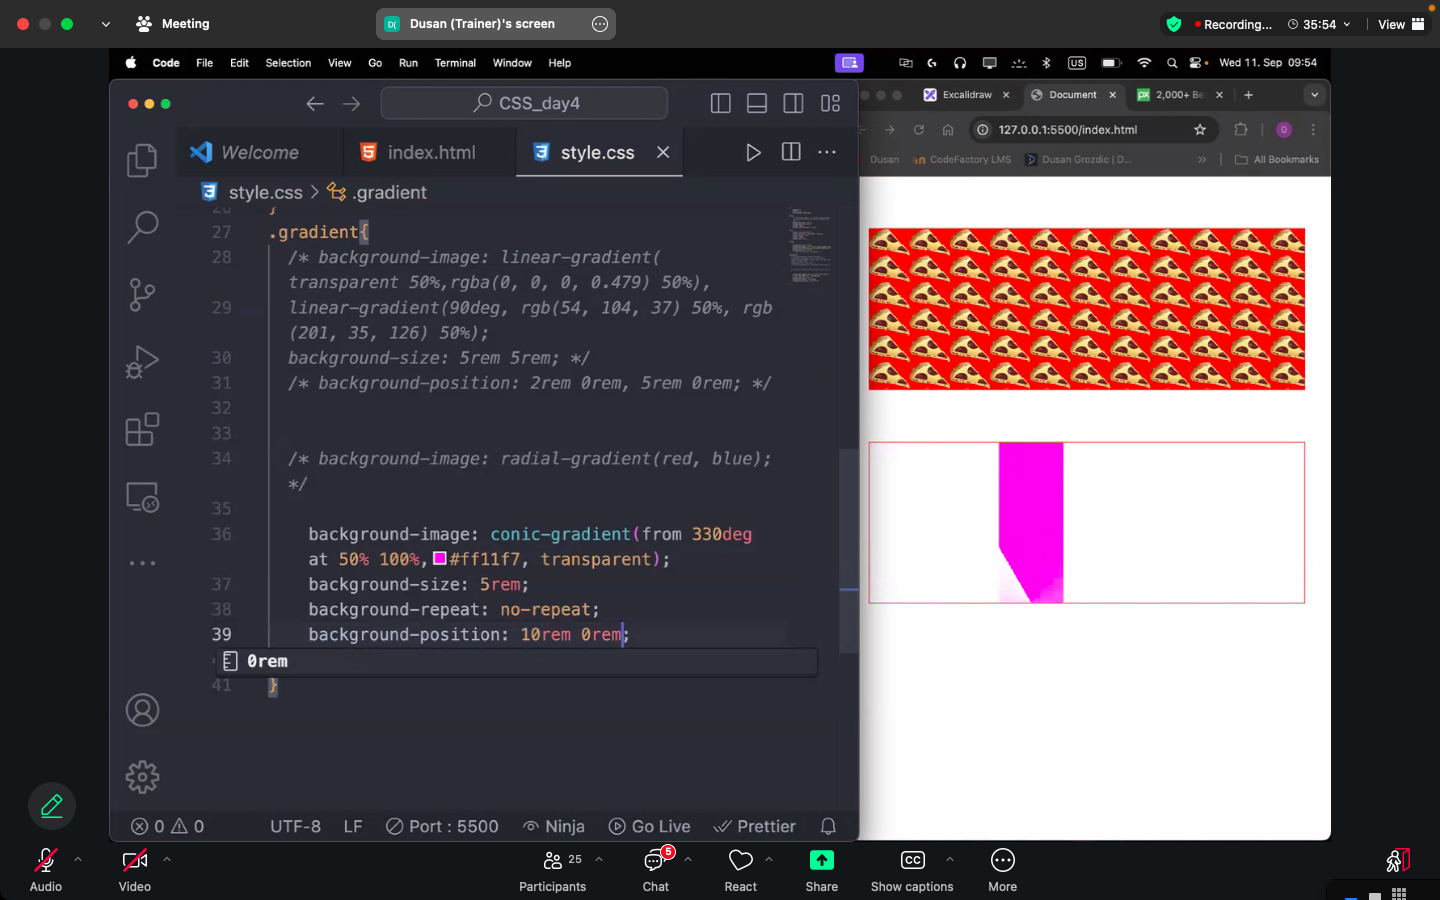 Meeting
D( Dusan (Trainer)'s screen
Recording...
35:54
View
Code File Edit Selection View Go Run Terminal Window Help
US
Wed 11. Sep 09:54
CSS_day4
Excalidraw
Document
PX 2,000+ Be
127.0.0.1:5500/index.html
D
Welcome
index.html
style.css
Dusan
CodeFactory LMS
Dusan Grozdic | D...
All Bookmarks
style.css > .gradient
26 }
27 .gradient{
28 /* background-image: linear-gradient(
transparent 50%,rgba(0, 0, 0, 0.479) 50%),
29 linear-gradient(90deg, rgb(54, 104, 37) 50%, rgb
(201, 35, 126) 50%);
30 background-size: 5rem 5rem; */
31 /* background-position: 2rem 0rem, 5rem 0rem; */
32
33
34 /* background-image: radial-gradient(red, blue);
*/
35
36 background-image: conic-gradient(from 330deg
at 50% 100%, #ff11f7, transparent);
37 background-size: 5rem;
38 background-repeat: no-repeat;
39 background-position: 10rem 0rem;
0rem
41 }
0 0
UTF-8
LF
Port : 5500
Ninja
Go Live
Prettier
Audio
Video
25
Participants
5
Chat
React
Share
CC
Show captions
More